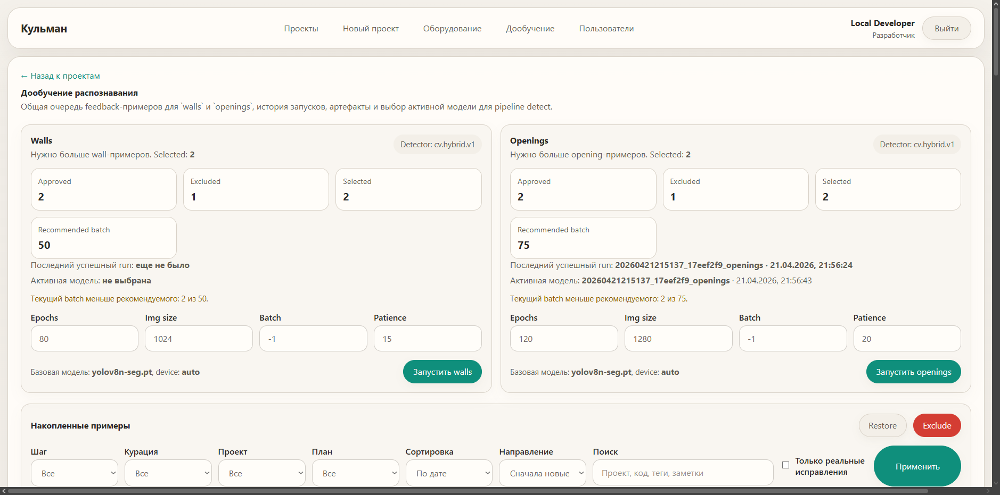 Кульман
Проекты
Новый проект
Оборудование
Дообучение
Пользователи
Local Developer
Разработчик
Выйти
← Назад к проектам
Дообучение распознавания
Общая очередь feedback-примеров для `walls` и `openings`, история запусков, артефакты и выбор активной модели для pipeline detect.
Walls
Нужно больше wall-примеров. Selected: 2
Detector: cv.hybrid.v1
Approved
2
Excluded
1
Selected
2
Recommended batch
50
Последний успешный run: еще не было
Активная модель: не выбрана
Текущий batch меньше рекомендуемого: 2 из 50.
Epochs
80
Img size
1024
Batch
-1
Patience
15
Базовая модель: yolov8n-seg.pt, device: auto
Запустить walls
Openings
Нужно больше opening-примеров. Selected: 2
Detector: cv.hybrid.v1
Approved
2
Excluded
1
Selected
2
Recommended batch
75
Последний успешный run: 20260421215137_17eef2f9_openings · 21.04.2026, 21:56:24
Активная модель: 20260421215137_17eef2f9_openings · 21.04.2026, 21:56:43
Текущий batch меньше рекомендуемого: 2 из 75.
Epochs
120
Img size
1280
Batch
-1
Patience
20
Базовая модель: yolov8n-seg.pt, device: auto
Запустить openings
Накопленные примеры
Restore
Exclude
Шаг
Все
Курация
Все
Проект
Все
План
Все
Сортировка
По дате
Направление
Сначала новые
Поиск
Проект, код, теги, заметки
Только реальные
исправления
Применить